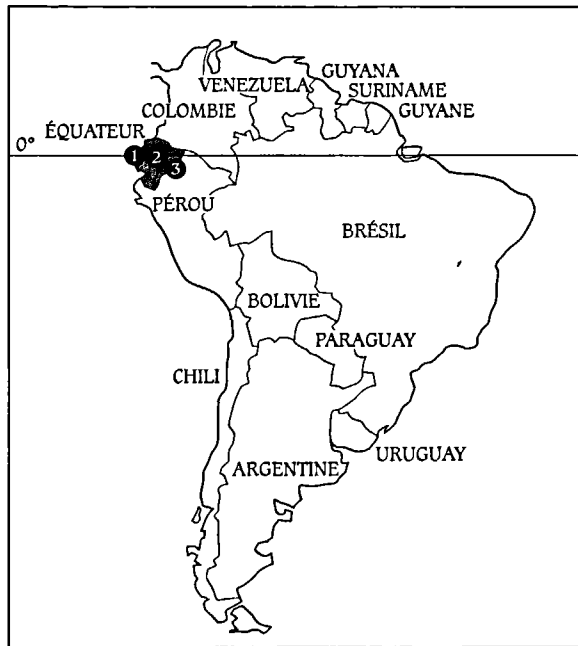 GUYANA
VENEZUELA
SURINAME
COLOMBIE
GUYANE
ÉQUATEUR
0°
1 2 3
PÉROU
BRÉSIL
BOLIVIE
PARAGUAY
CHILI
URUGUAY
ARGENTINE